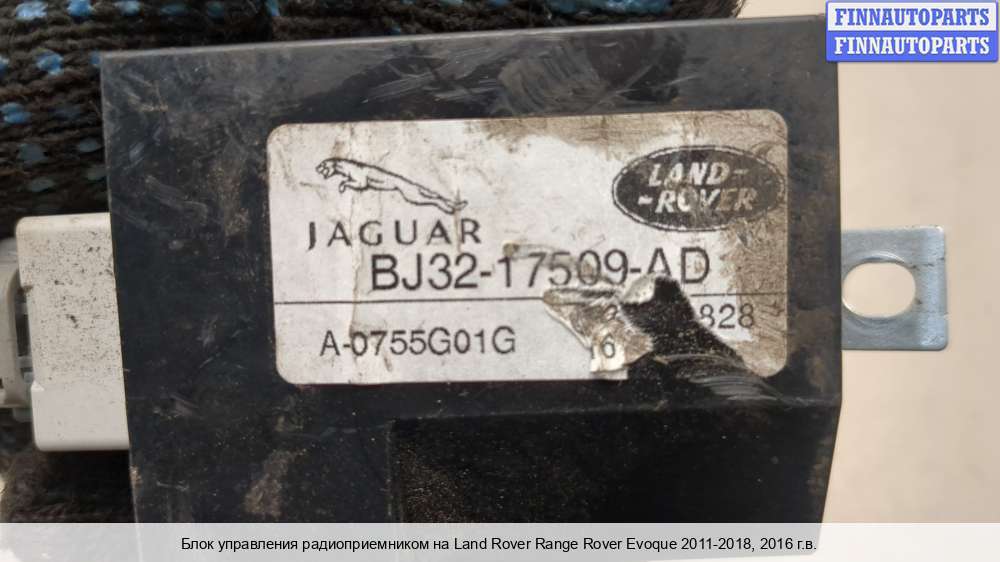 FINNAUTOPARTS
FINNAUTOPARTS
LAND-
-ROVER
JAGUAR
BJ32-17509-AD
828
A-0755G01G
16
Блок управления радиоприемником на Land Rover Range Rover Evoque 2011-2018, 2016 г.в.